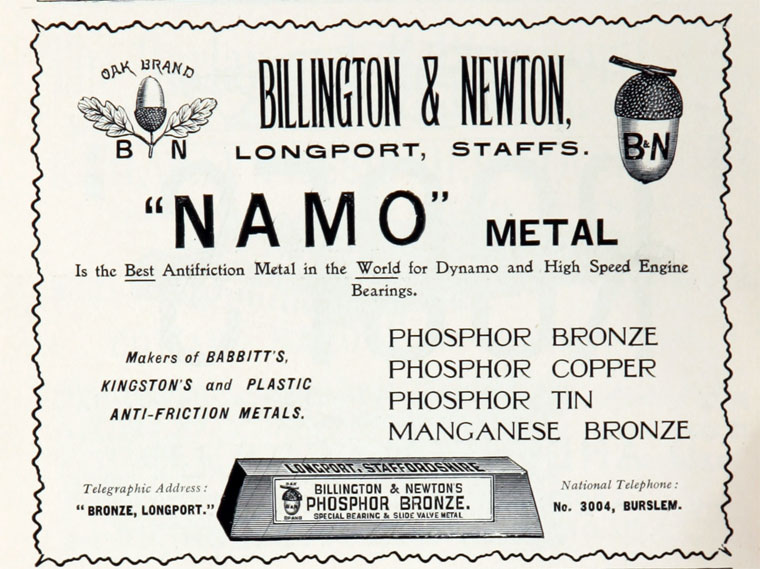 OAK BRAND
B N
BILLINGTON & NEWTON,
LONGPORT, STAFFS.
B&N
"NAMO" METAL
Is the Best Antifriction Metal in the World for Dynamo and High Speed Engine
Bearings.
Makers of BABBITT'S,
KINGSTON'S and PLASTIC
ANTI-FRICTION METALS.
PHOSPHOR BRONZE
PHOSPHOR COPPER
PHOSPHOR TIN
MANGANESE BRONZE
Telegraphic Address:
"BRONZE, LONGPORT."
LONGPORT, STAFFORDSHIRE
OAK
B&N
BRAND
BILLINGTON & NEWTON'S
PHOSPHOR BRONZE.
SPECIAL BEARING & SLIDE VALVE METAL
National Telephone:
No. 3004, BURSLEM.